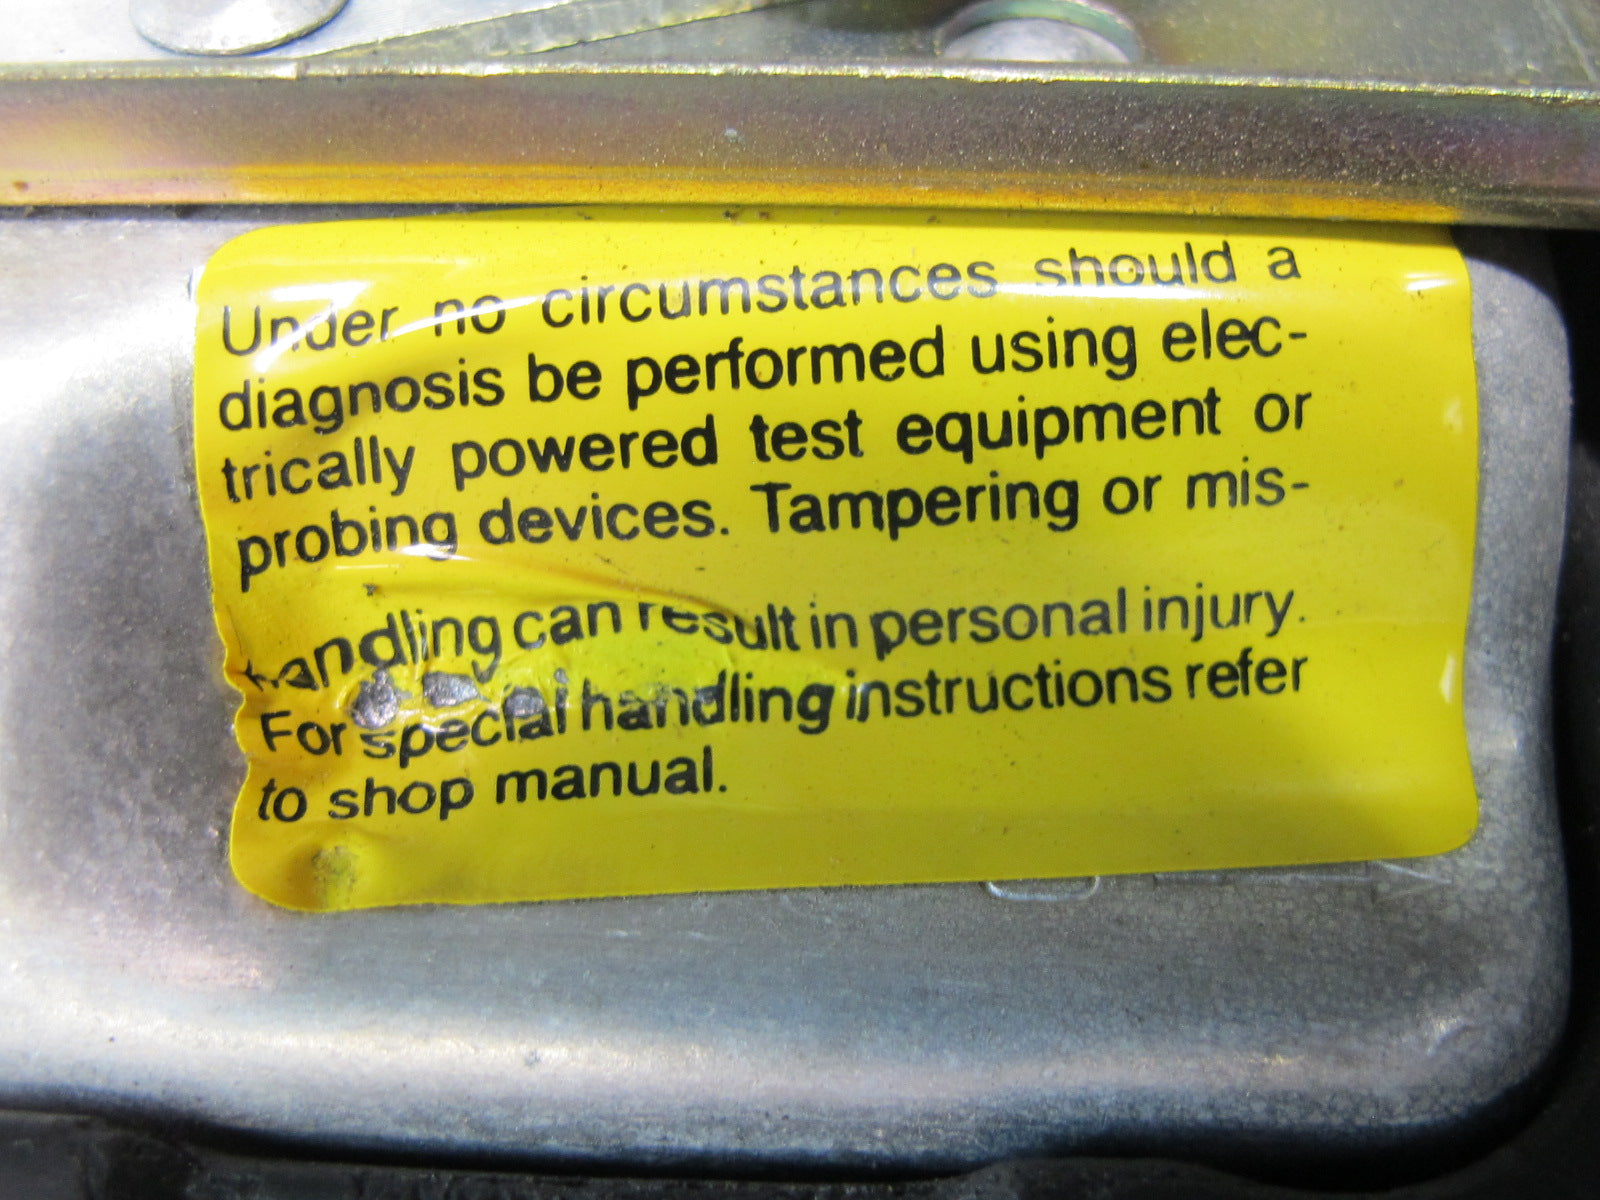 Under no circumstances should a
diagnosis be performed using elec-
trically powered test equipment or
probing devices. Tampering or mis-
handling can result in personal injury.
For special handling instructions refer
to shop manual.